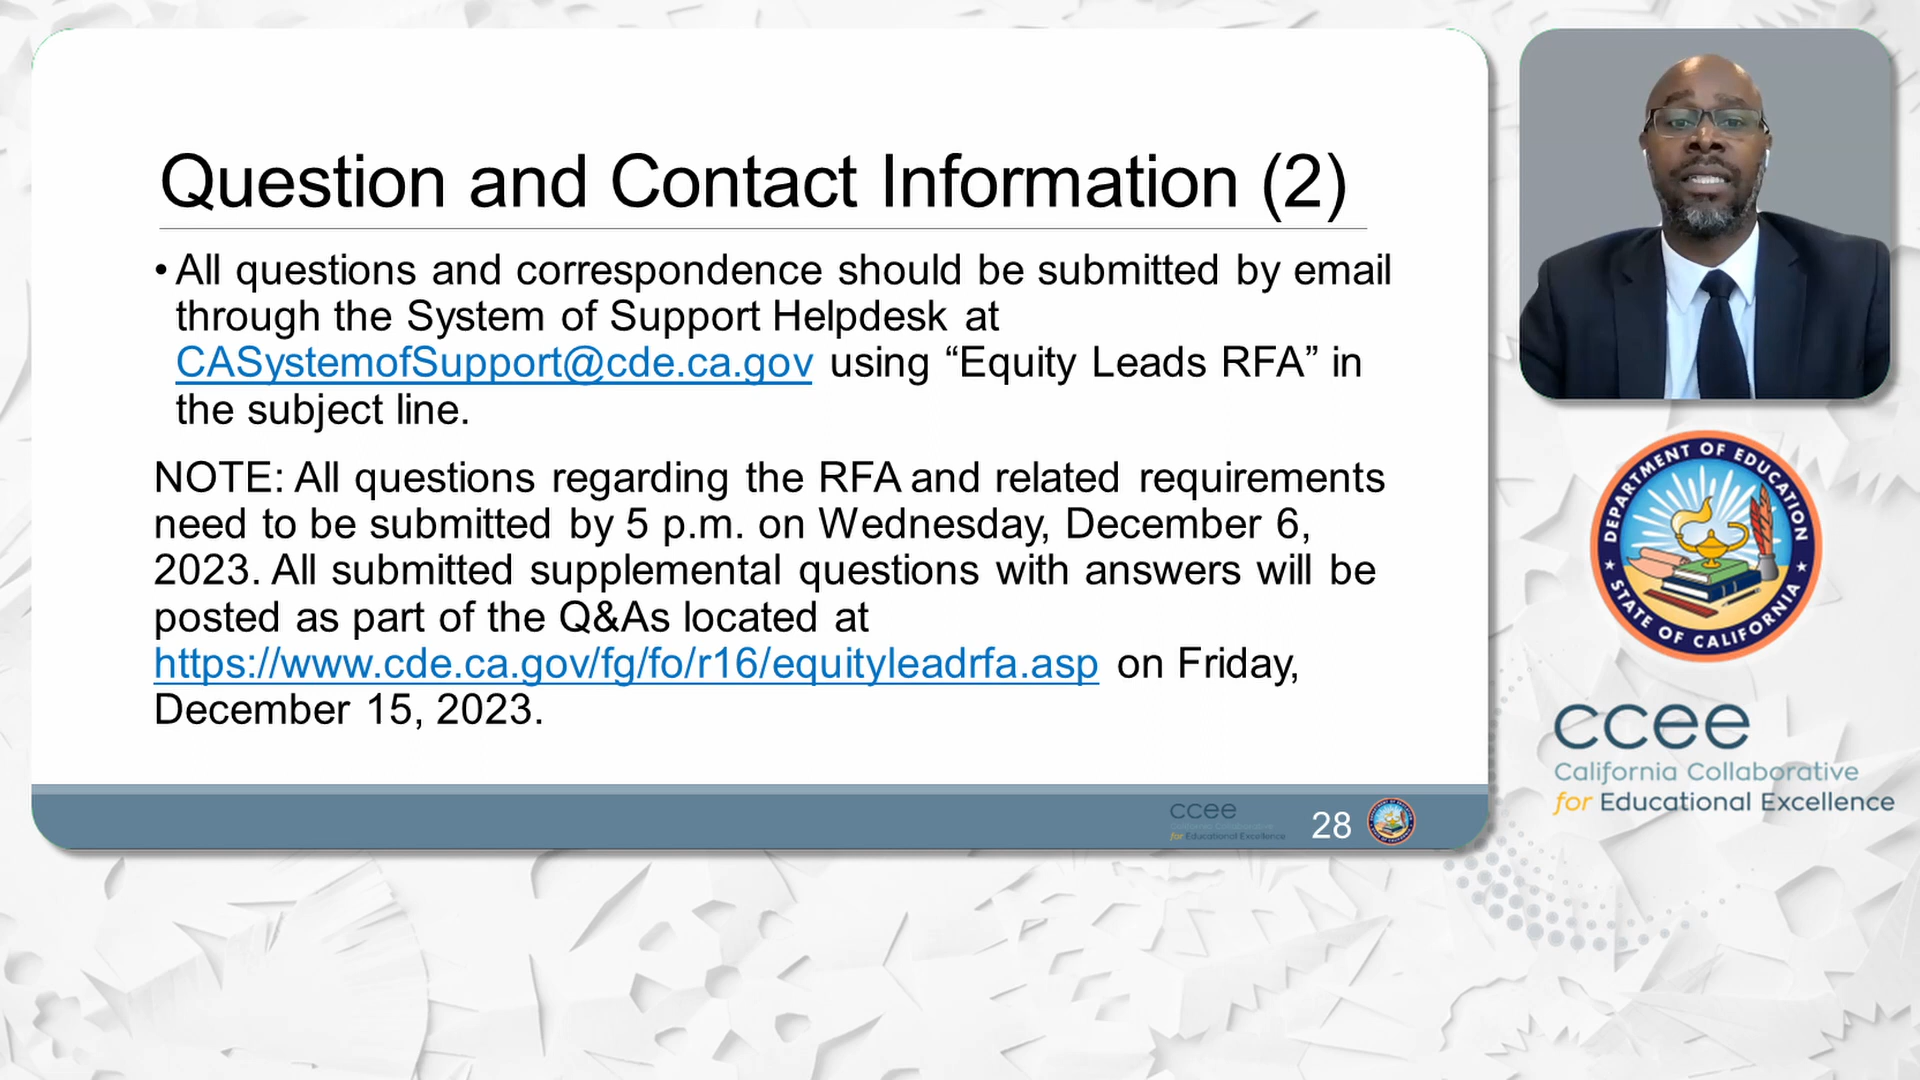 Question and Contact Information (2)
• All questions and correspondence should be submitted by email
through the System of Support Helpdesk at
CASystemofSupport@cde.ca.gov using “Equity Leads RFA” in
the subject line.
NOTE: All questions regarding the RFA and related requirements
need to be submitted by 5 p.m. on Wednesday, December 6,
2023. All submitted supplemental questions with answers will be
posted as part of the Q&As located at
https://www.cde.ca.gov/fg/fo/r16/equityleadrfa.asp on Friday,
December 15, 2023.
ccee
California Collaborative
for Educational Excellence
28
DEPARTMENT OF EDUCATION
STATE OF CALIFORNIA
ccee
California Collaborative
for Educational Excellence